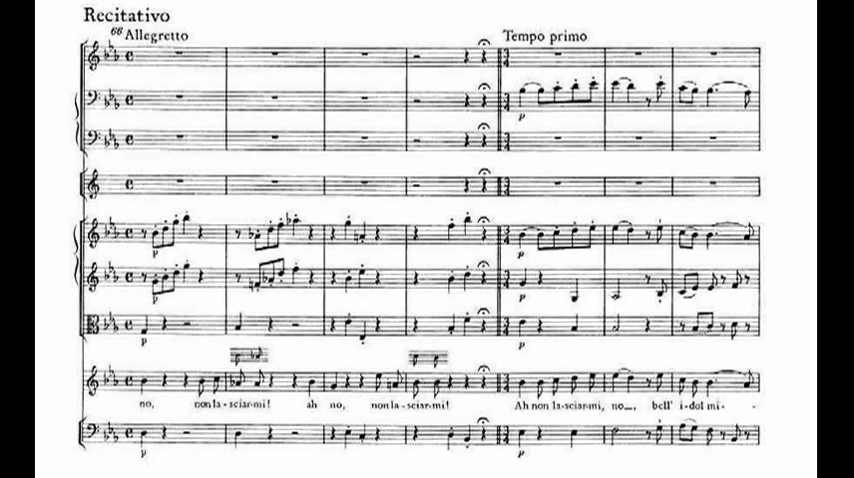 Recitativo
66 Allegretto
Tempo primo
p
p
p
p
p
p
p
no, non la-sciar-mi! ah no, non la-sciar-mi! Ah non la-sciar-mi, no_, bell' i-dol mi-
p
p